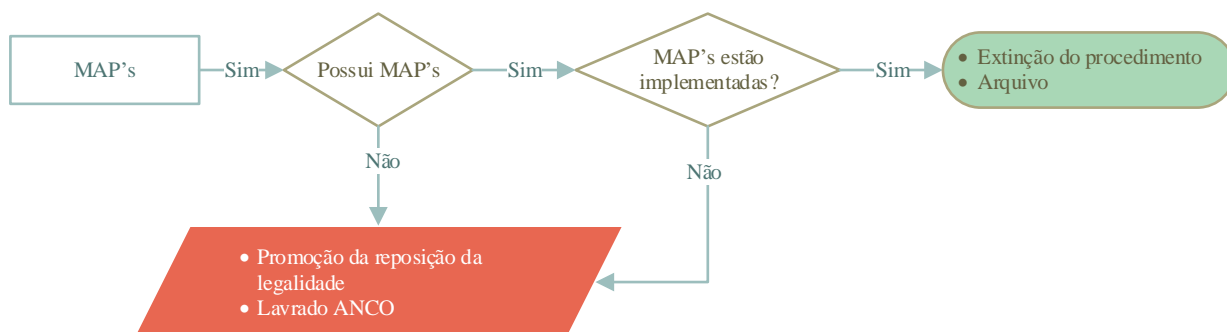 MAP's
Sim
Possui MAP's
Sim
MAP's estão
implementadas?
Sim
• Extinção do procedimento
• Arquivo
Não
Não
• Promoção da reposição da
legalidade
• Lavrado ANCO